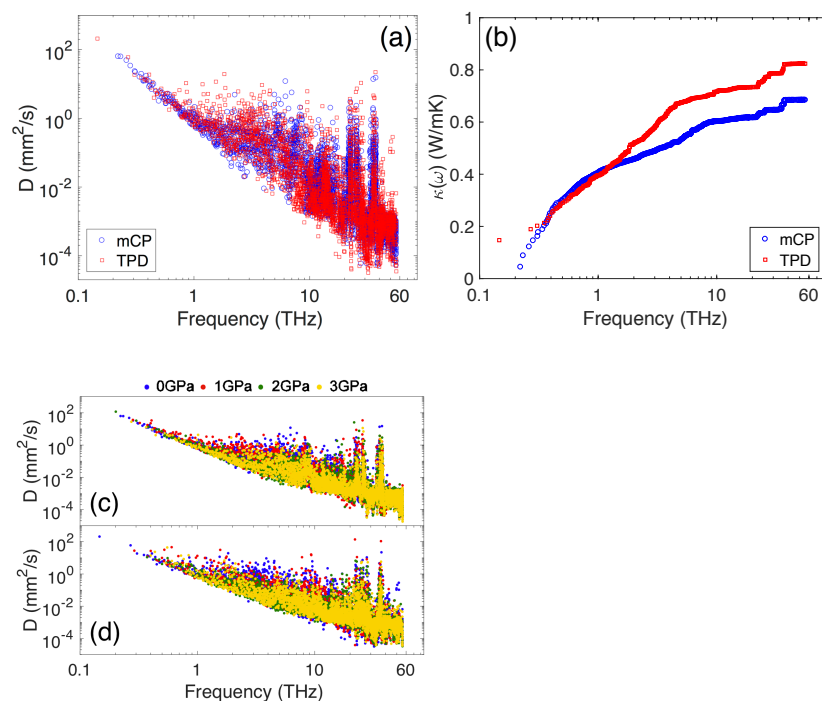 (a)
D (mm²/s)
10²
10⁰
10⁻²
10⁻⁴
mCP
TPD
0.1
1
10
60
Frequency (THz)
(b)
κ(ω) (W/mK)
1
0.8
0.6
0.4
0.2
0
mCP
TPD
0.1
1
10
60
Frequency (THz)
0GPa 1GPa 2GPa 3GPa
D (mm²/s)
10²
10⁰
10⁻²
10⁻⁴
(c)
D (mm²/s)
10²
10⁰
10⁻²
10⁻⁴
(d)
0.1
1
10
60
Frequency (THz)